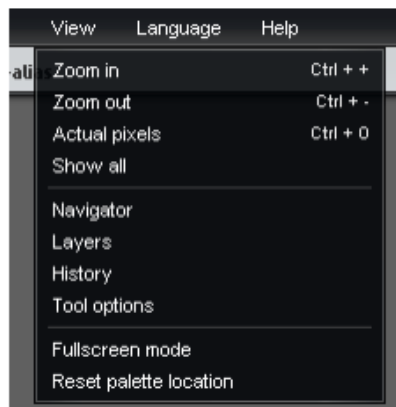 View Language Help
-alias
Zoom in Ctrl + +
Zoom out Ctrl + -
Actual pixels Ctrl + 0
Show all
Navigator
Layers
History
Tool options
Fullscreen mode
Reset palette location